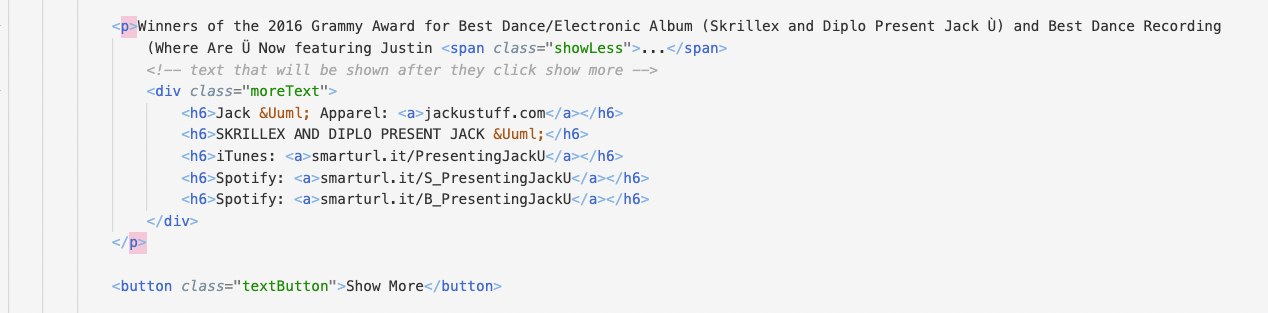 <p>Winners of the 2016 Grammy Award for Best Dance/Electronic Album (Skrillex and Diplo Present Jack Ù) and Best Dance Recording
(Where Are Ü Now featuring Justin <span class="showLess">...</span>
<!-- text that will be shown after they click show more -->
<div class="moreText">
<h6>Jack &Uuml; Apparel: <a>jackustuff.com</a></h6>
<h6>SKRILLEX AND DIPLO PRESENT JACK &Uuml;</h6>
<h6>iTunes: <a>smarturl.it/PresentingJackU</a></h6>
<h6>Spotify: <a>smarturl.it/S_PresentingJackU</a></h6>
<h6>Spotify: <a>smarturl.it/B_PresentingJackU</a></h6>
</div>
</p>
<button class="textButton">Show More</button>